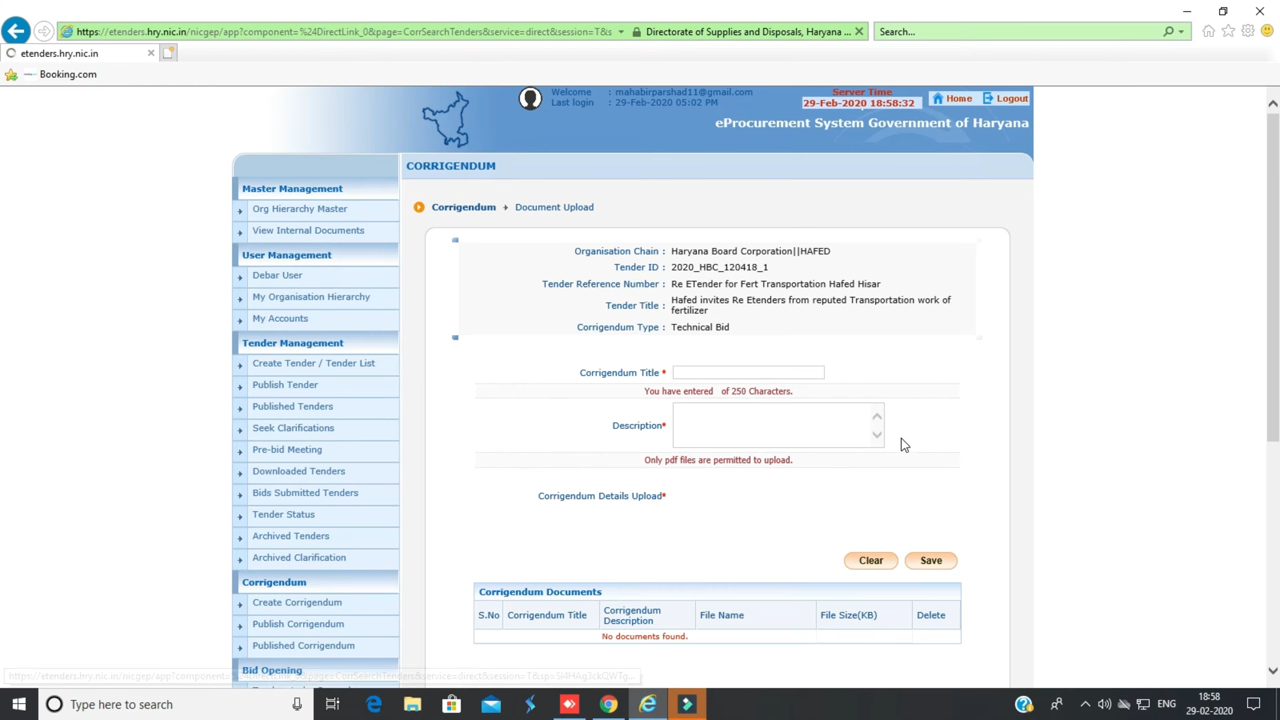 https://etenders.hry.nic.in/nicgep/app?component=%24DirectLink_0&page=CorrSearchTenders&service=direct&session=T&s
Directorate of Supplies and Disposals, Haryana ...
Search...
etenders.hry.nic.in
Booking.com
Welcome : mahabirparshad11@gmail.com
Last login : 29-Feb-2020 05:02 PM
Server Time
29-Feb-2020 18:58:32
Home
Logout
eProcurement System Government of Haryana
CORRIGENDUM
Master Management
Org Hierarchy Master
View Internal Documents
User Management
Debar User
My Organisation Hierarchy
My Accounts
Tender Management
Create Tender / Tender List
Publish Tender
Published Tenders
Seek Clarifications
Pre-bid Meeting
Downloaded Tenders
Bids Submitted Tenders
Tender Status
Archived Tenders
Archived Clarification
Corrigendum
Create Corrigendum
Publish Corrigendum
Published Corrigendum
Bid Opening
Corrigendum Document Upload
Organisation Chain : Haryana Board Corporation||HAFED
Tender ID : 2020_HBC_120418_1
Tender Reference Number : Re ETender for Fert Transportation Hafed Hisar
Tender Title : Hafed invites Re Etenders from reputed Transportation work of
fertilizer
Corrigendum Type : Technical Bid
Corrigendum Title *
You have entered of 250 Characters.
Description*
Only pdf files are permitted to upload.
Corrigendum Details Upload*
Clear
Save
Corrigendum Documents
S.No Corrigendum Title Corrigendum Description File Name File Size(KB) Delete
No documents found.
Type here to search
ENG
18:58
29-02-2020